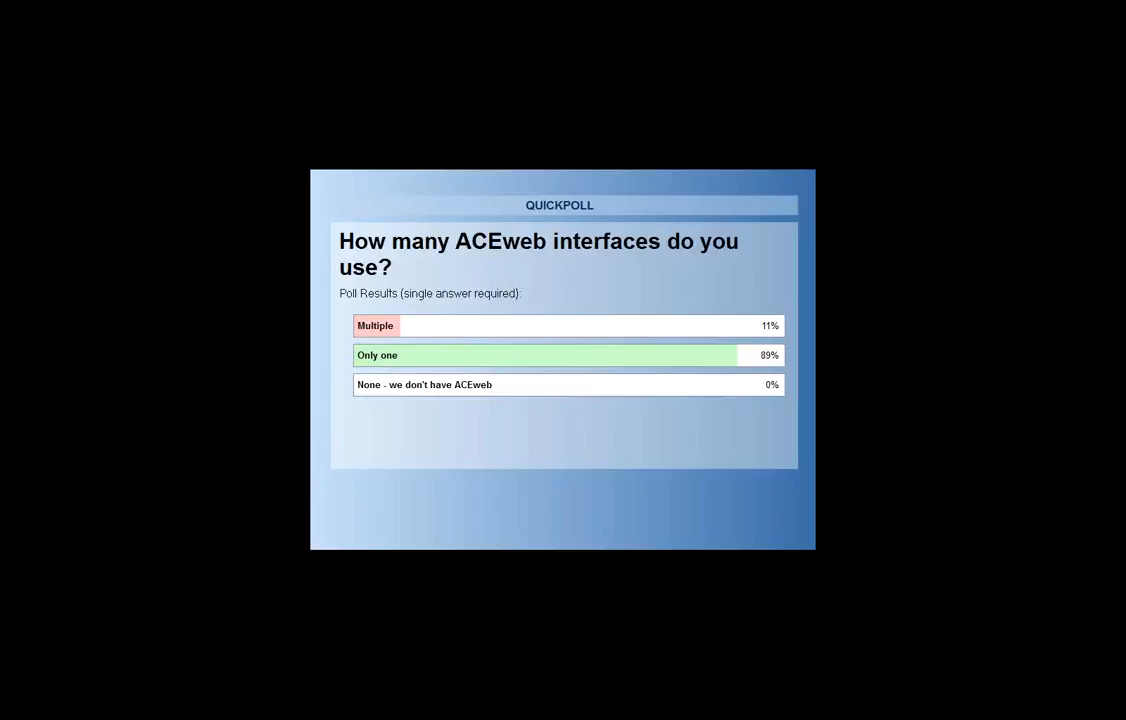 QUICKPOLL
How many ACEweb interfaces do you
use?
Poll Results (single answer required):
Multiple 11%
Only one 89%
None - we don't have ACEweb 0%